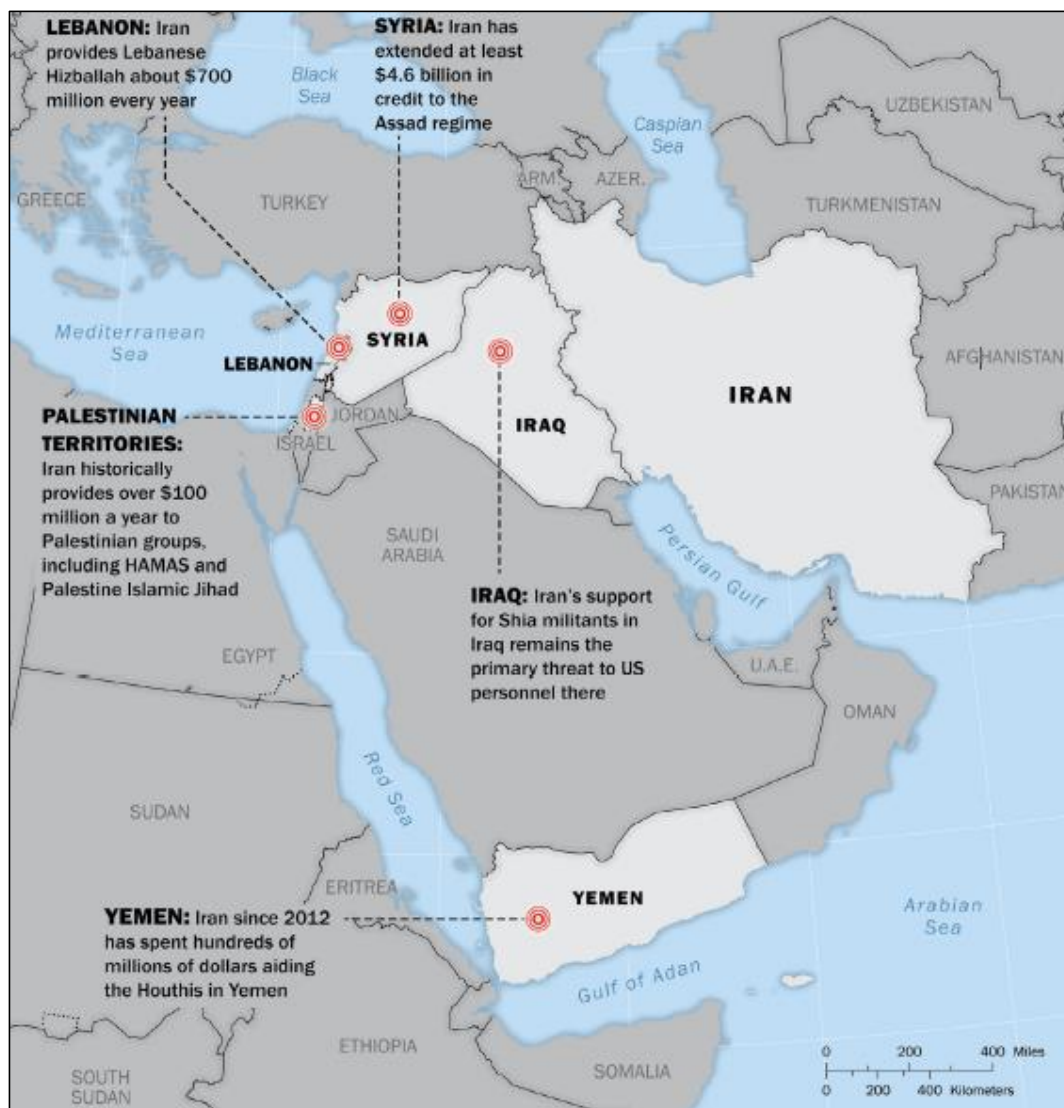 LEBANON: Iran
provides Lebanese
Hizballah about $700
million every year
SYRIA: Iran has
extended at least
$4.6 billion in
credit to the
Assad regime
Black
Sea
Caspian
Sea
UZBEKISTAN
GREECE
TURKEY
ARM.
AZER.
TURKMENISTAN
Mediterranean
Sea
SYRIA
LEBANON
AFGHANISTAN
IRAN
IRAQ
PALESTINIAN
TERRITORIES:
Iran historically
provides over $100
million a year to
Palestinian groups,
including HAMAS and
Palestine Islamic Jihad
JORDAN
ISRAEL
PAKISTAN
SAUDI
ARABIA
Persian Gulf
IRAQ: Iran's support
for Shia militants in
Iraq remains the
primary threat to US
personnel there
EGYPT
U.A.E.
OMAN
Red Sea
SUDAN
ERITREA
YEMEN
YEMEN: Iran since 2012
has spent hundreds of
millions of dollars aiding
the Houthis in Yemen
Arabian
Sea
Gulf of Adan
ETHIOPIA
SOMALIA
SOUTH
SUDAN
0 200 400 Miles
0 200 400 Kilometers